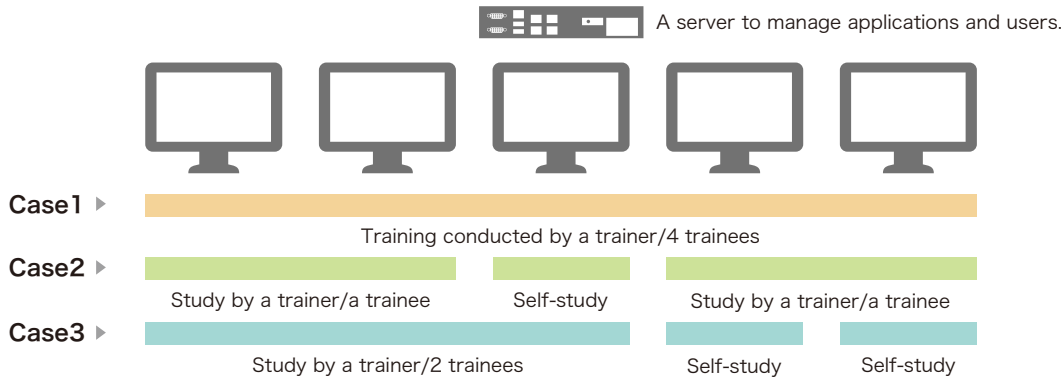 A server to manage applications and users.
Case1
Training conducted by a trainer/4 trainees
Case2
Study by a trainer/a trainee Self-study Study by a trainer/a trainee
Case3
Study by a trainer/2 trainees Self-study Self-study